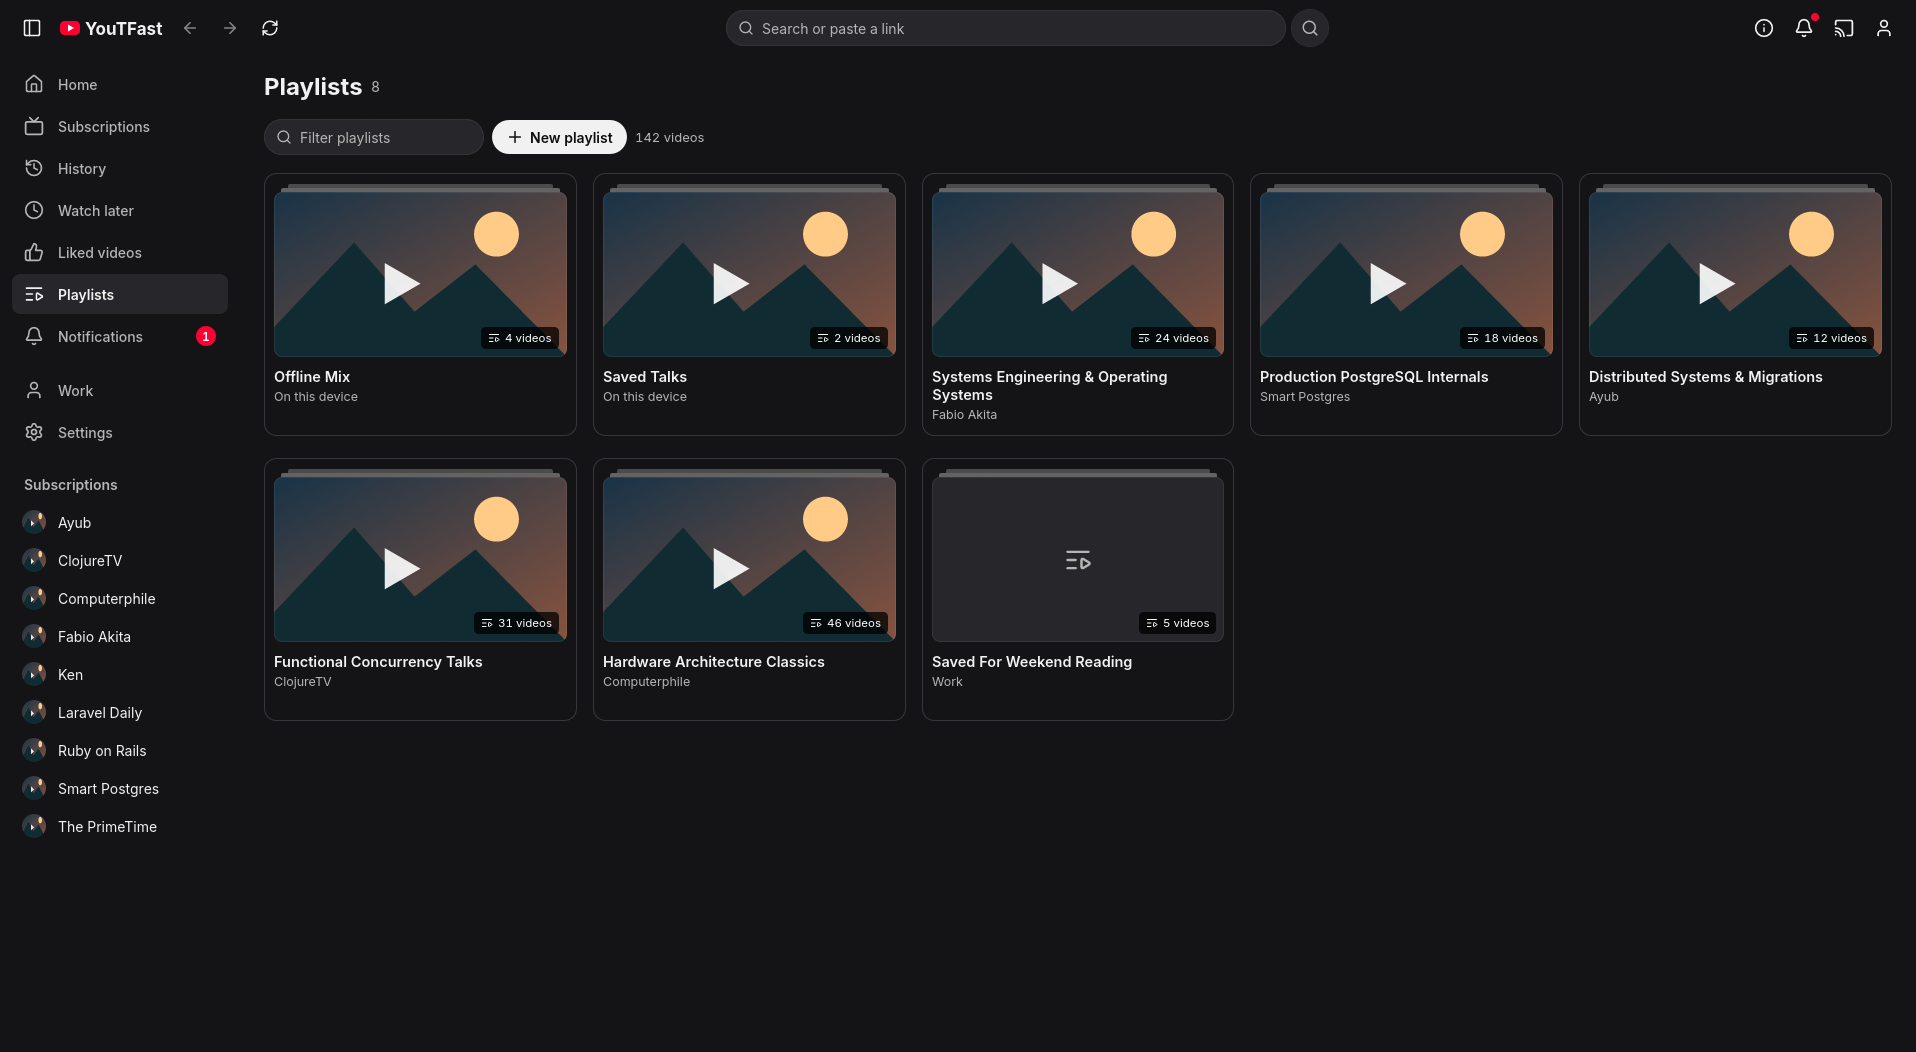 YouTFast
Search or paste a link
Home
Subscriptions
History
Watch later
Liked videos
Playlists
Notifications 1
Work
Settings
Subscriptions
Ayub
ClojureTV
Computerphile
Fabio Akita
Ken
Laravel Daily
Ruby on Rails
Smart Postgres
The PrimeTime
Playlists 8
Filter playlists
New playlist
142 videos
4 videos
Offline Mix
On this device
2 videos
Saved Talks
On this device
24 videos
Systems Engineering & Operating
Systems
Fabio Akita
18 videos
Production PostgreSQL Internals
Smart Postgres
12 videos
Distributed Systems & Migrations
Ayub
31 videos
Functional Concurrency Talks
ClojureTV
46 videos
Hardware Architecture Classics
Computerphile
5 videos
Saved For Weekend Reading
Work